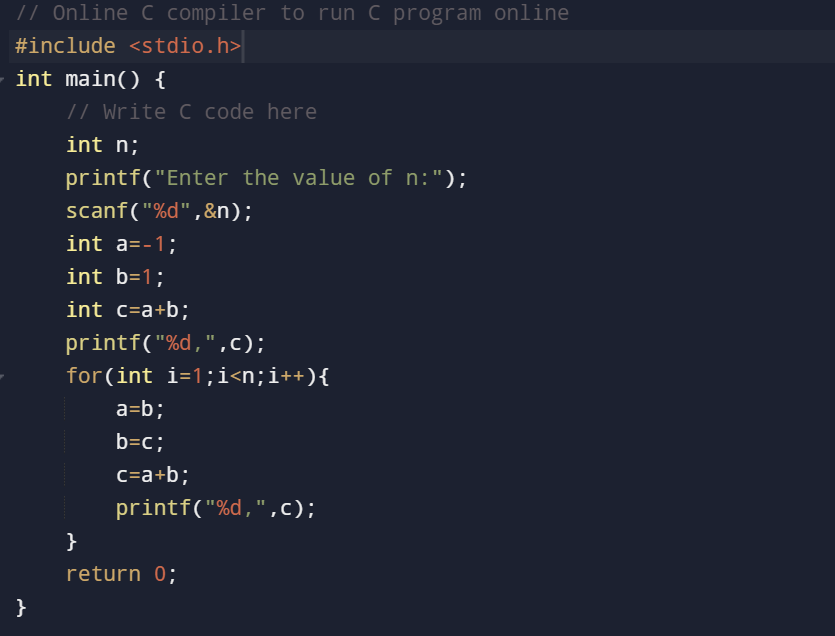 // Online C compiler to run C program online
#include <stdio.h>
int main() {
    // Write C code here
    int n;
    printf("Enter the value of n:");
    scanf("%d",&n);
    int a=-1;
    int b=1;
    int c=a+b;
    printf("%d,",c);
    for(int i=1;i<n;i++){
        a=b;
        b=c;
        c=a+b;
        printf("%d,",c);
    }
    return 0;
}